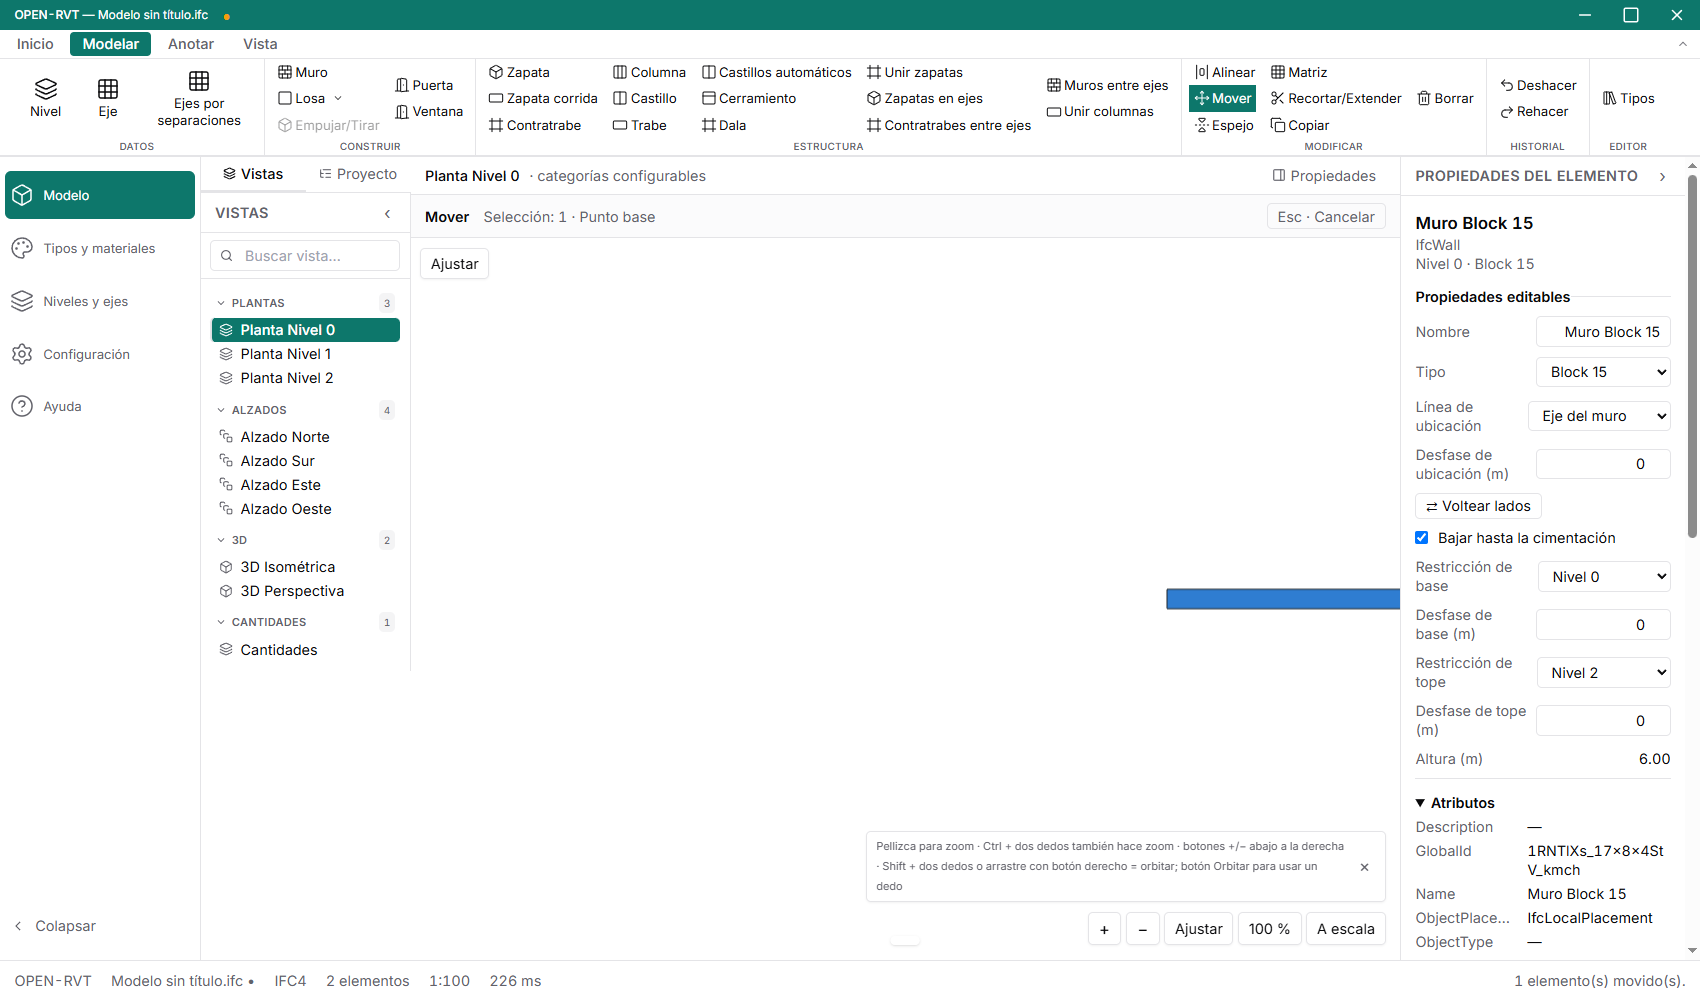 OPEN-RVT — Modelo sin título.ifc
Inicio
Modelar
Anotar
Vista
Nivel
Eje
Ejes por
separaciones
DATOS
Muro
Losa
Empujar/Tirar
Puerta
Ventana
CONSTRUIR
Zapata
Zapata corrida
Contratrabe
Columna
Castillo
Trabe
Castillos automáticos
Cerramiento
Dala
Unir zapatas
Zapatas en ejes
Contratrabes entre ejes
Muros entre ejes
Unir columnas
ESTRUCTURA
Alinear
Mover
Espejo
Matriz
Recortar/Extender
Copiar
Borrar
MODIFICAR
Deshacer
Rehacer
HISTORIAL
Tipos
EDITOR
Modelo
Tipos y materiales
Niveles y ejes
Configuración
Ayuda
Colapsar
Vistas
Proyecto
VISTAS
Buscar vista...
PLANTAS 3
Planta Nivel 0
Planta Nivel 1
Planta Nivel 2
ALZADOS 4
Alzado Norte
Alzado Sur
Alzado Este
Alzado Oeste
3D 2
3D Isométrica
3D Perspectiva
CANTIDADES 1
Cantidades
Planta Nivel 0 · categorías configurables
Propiedades
Mover Selección: 1 · Punto base
Esc · Cancelar
Ajustar
Pellizca para zoom · Ctrl + dos dedos también hace zoom · botones +/− abajo a la derecha
· Shift + dos dedos o arrastre con botón derecho = orbitar; botón Orbitar para usar un
dedo
+
−
Ajustar
100 %
A escala
PROPIEDADES DEL ELEMENTO
Muro Block 15
IfcWall
Nivel 0 · Block 15
Propiedades editables
Nombre Muro Block 15
Tipo Block 15
Línea de
ubicación Eje del muro
Desfase de
ubicación (m) 0
⇄ Voltear lados
Bajar hasta la cimentación
Restricción de
base Nivel 0
Desfase de
base (m) 0
Restricción de
tope Nivel 2
Desfase de tope
(m) 0
Altura (m) 6.00
▼ Atributos
Description —
GlobalId 1RNTlXs_17×8×4St
V_kmch
Name Muro Block 15
ObjectPlace... IfcLocalPlacement
ObjectType —
OPEN-RVT
Modelo sin título.ifc •
IFC4
2 elementos
1:100
226 ms
1 elemento(s) movido(s).